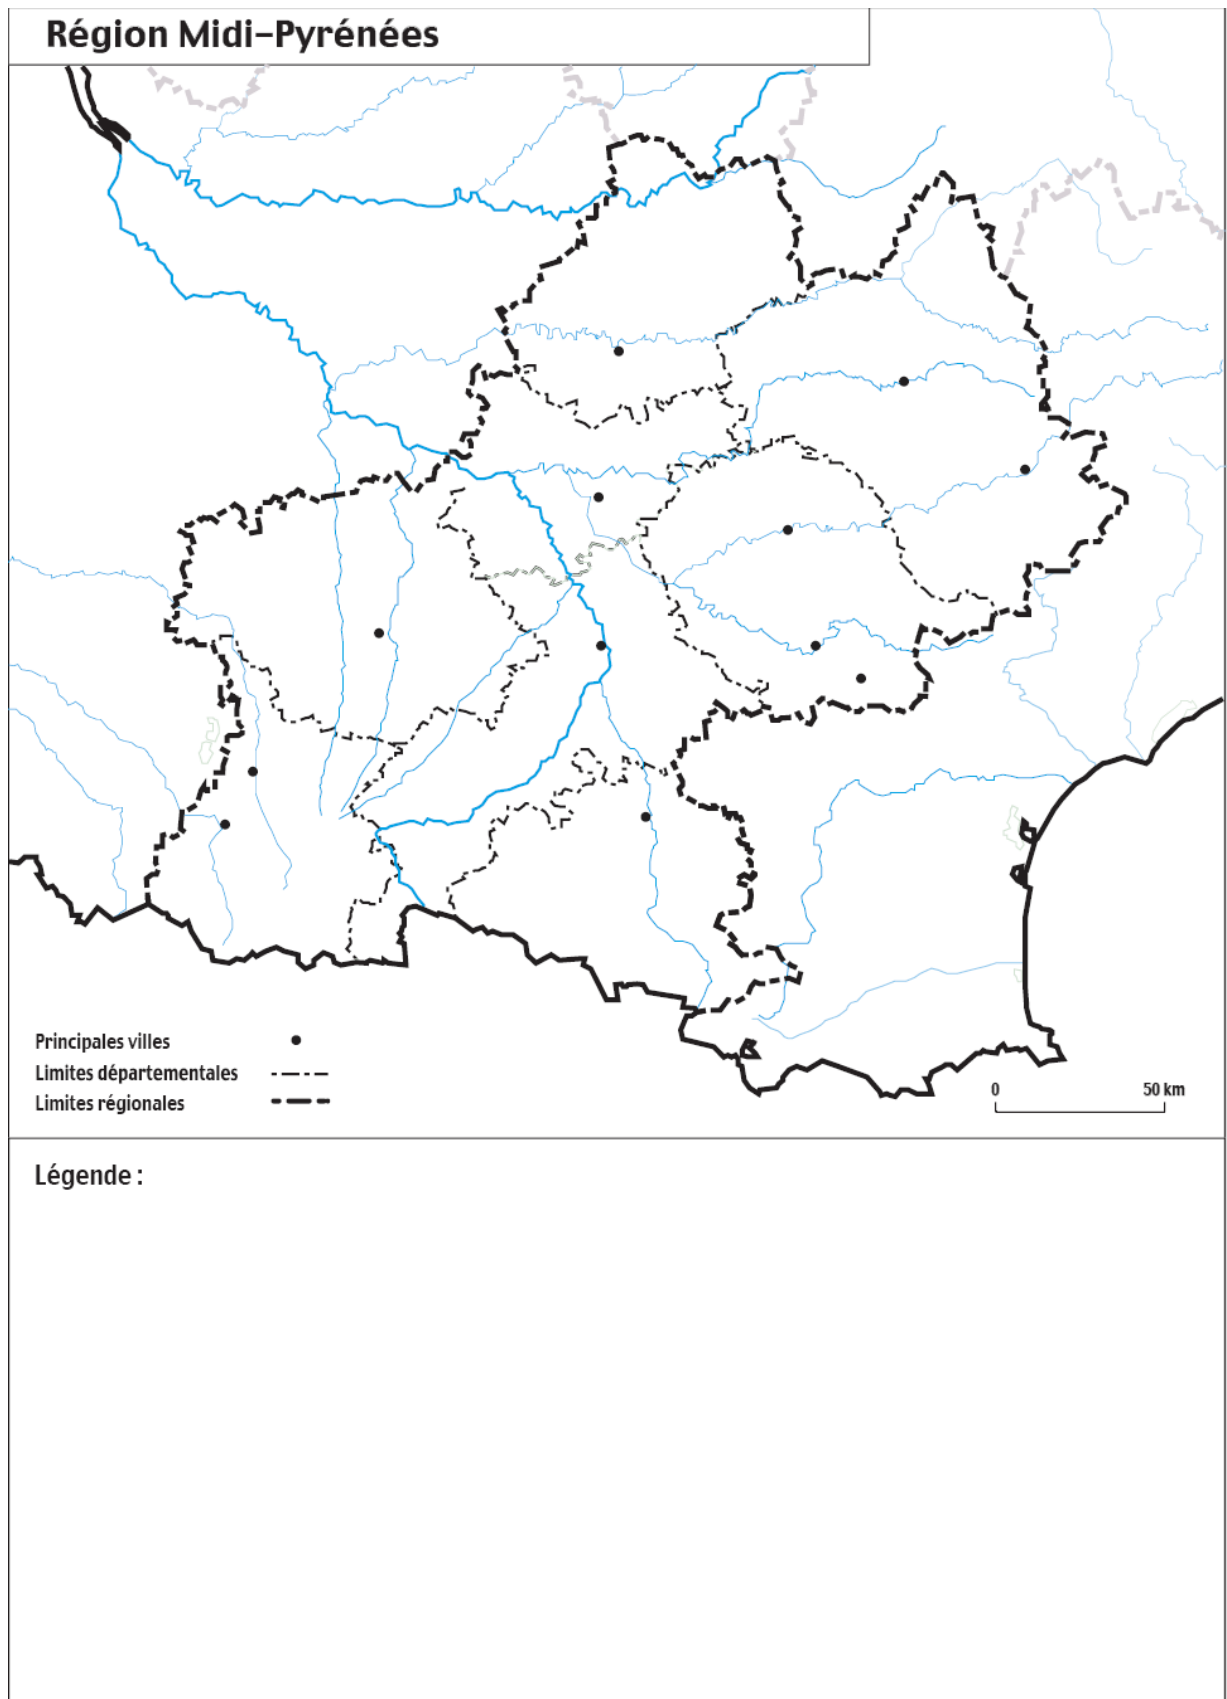 Région Midi-Pyrénées
Principales villes
Limites départementales
Limites régionales
0 50 km
Légende :